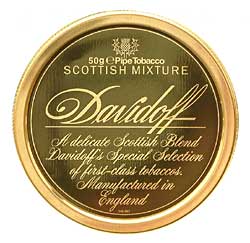 50g e Pipe Tobacco
SCOTTISH MIXTURE
Davidoff
A delicate Scottish Blend
Davidoff's Special Selection
of first-class tobaccos.
Manufactured in
England